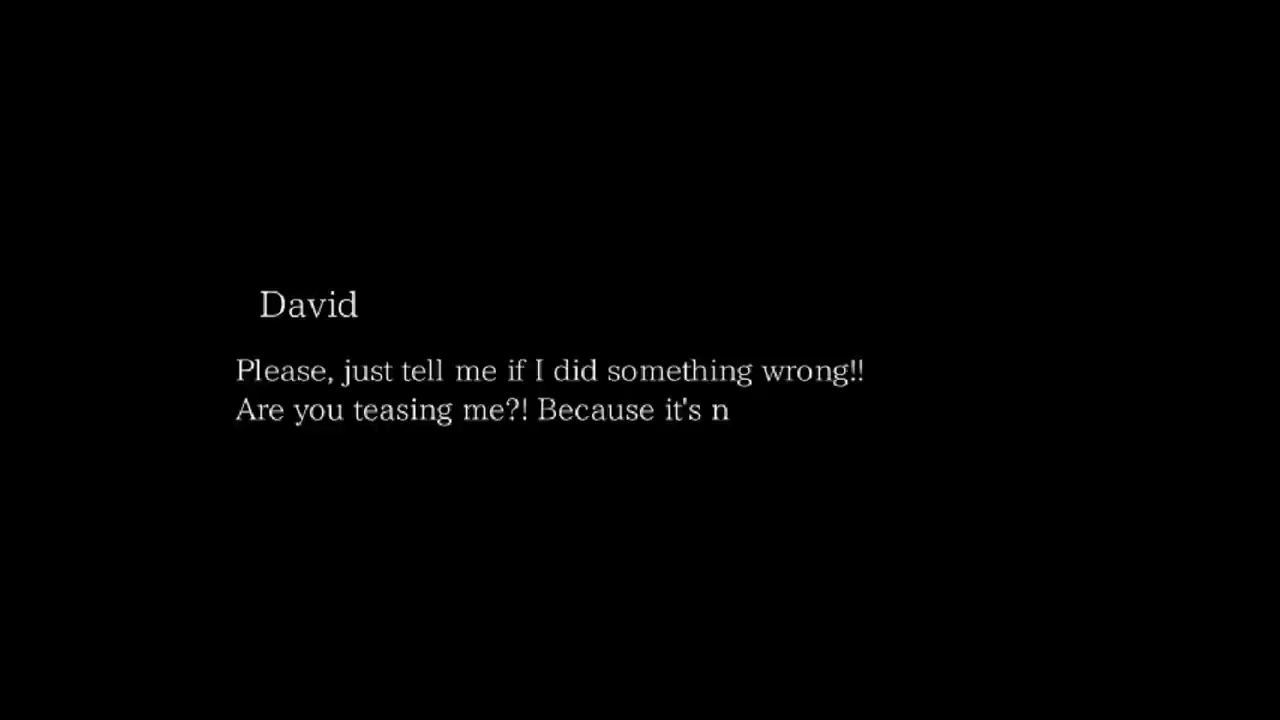 David
Please, just tell me if I did something wrong!!
Are you teasing me?! Because it's n